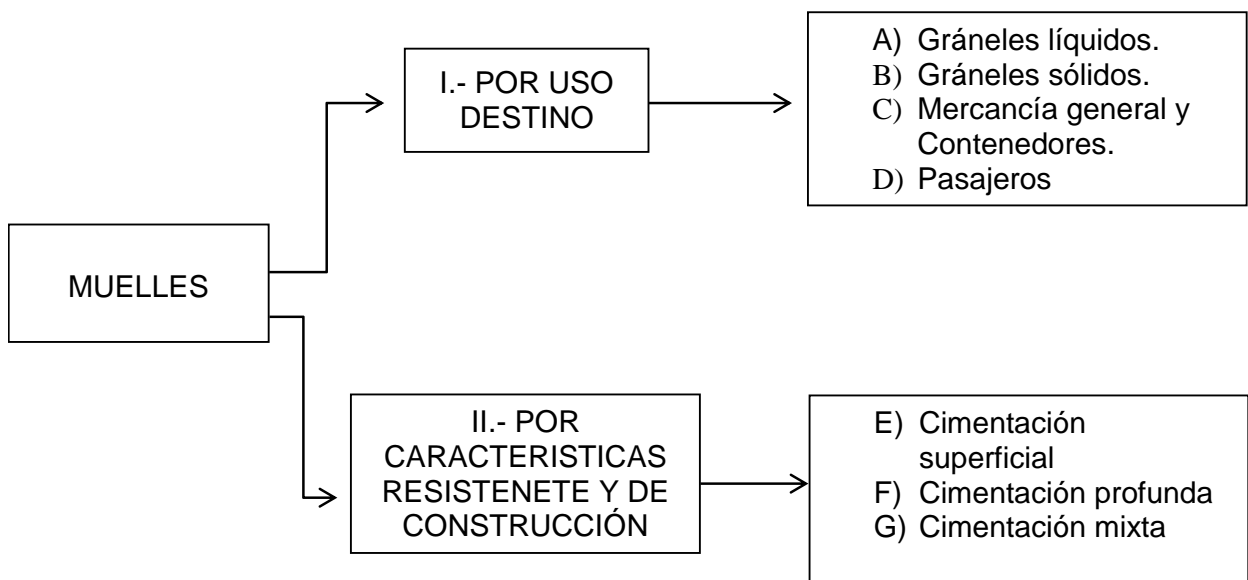 MUELLES
I.- POR USO
DESTINO
A) Gráneles líquidos.
B) Gráneles sólidos.
C) Mercancía general y
Contenedores.
D) Pasajeros
II.- POR
CARACTERISTICAS
RESISTENETE Y DE
CONSTRUCCIÓN
E) Cimentación
superficial
F) Cimentación profunda
G) Cimentación mixta